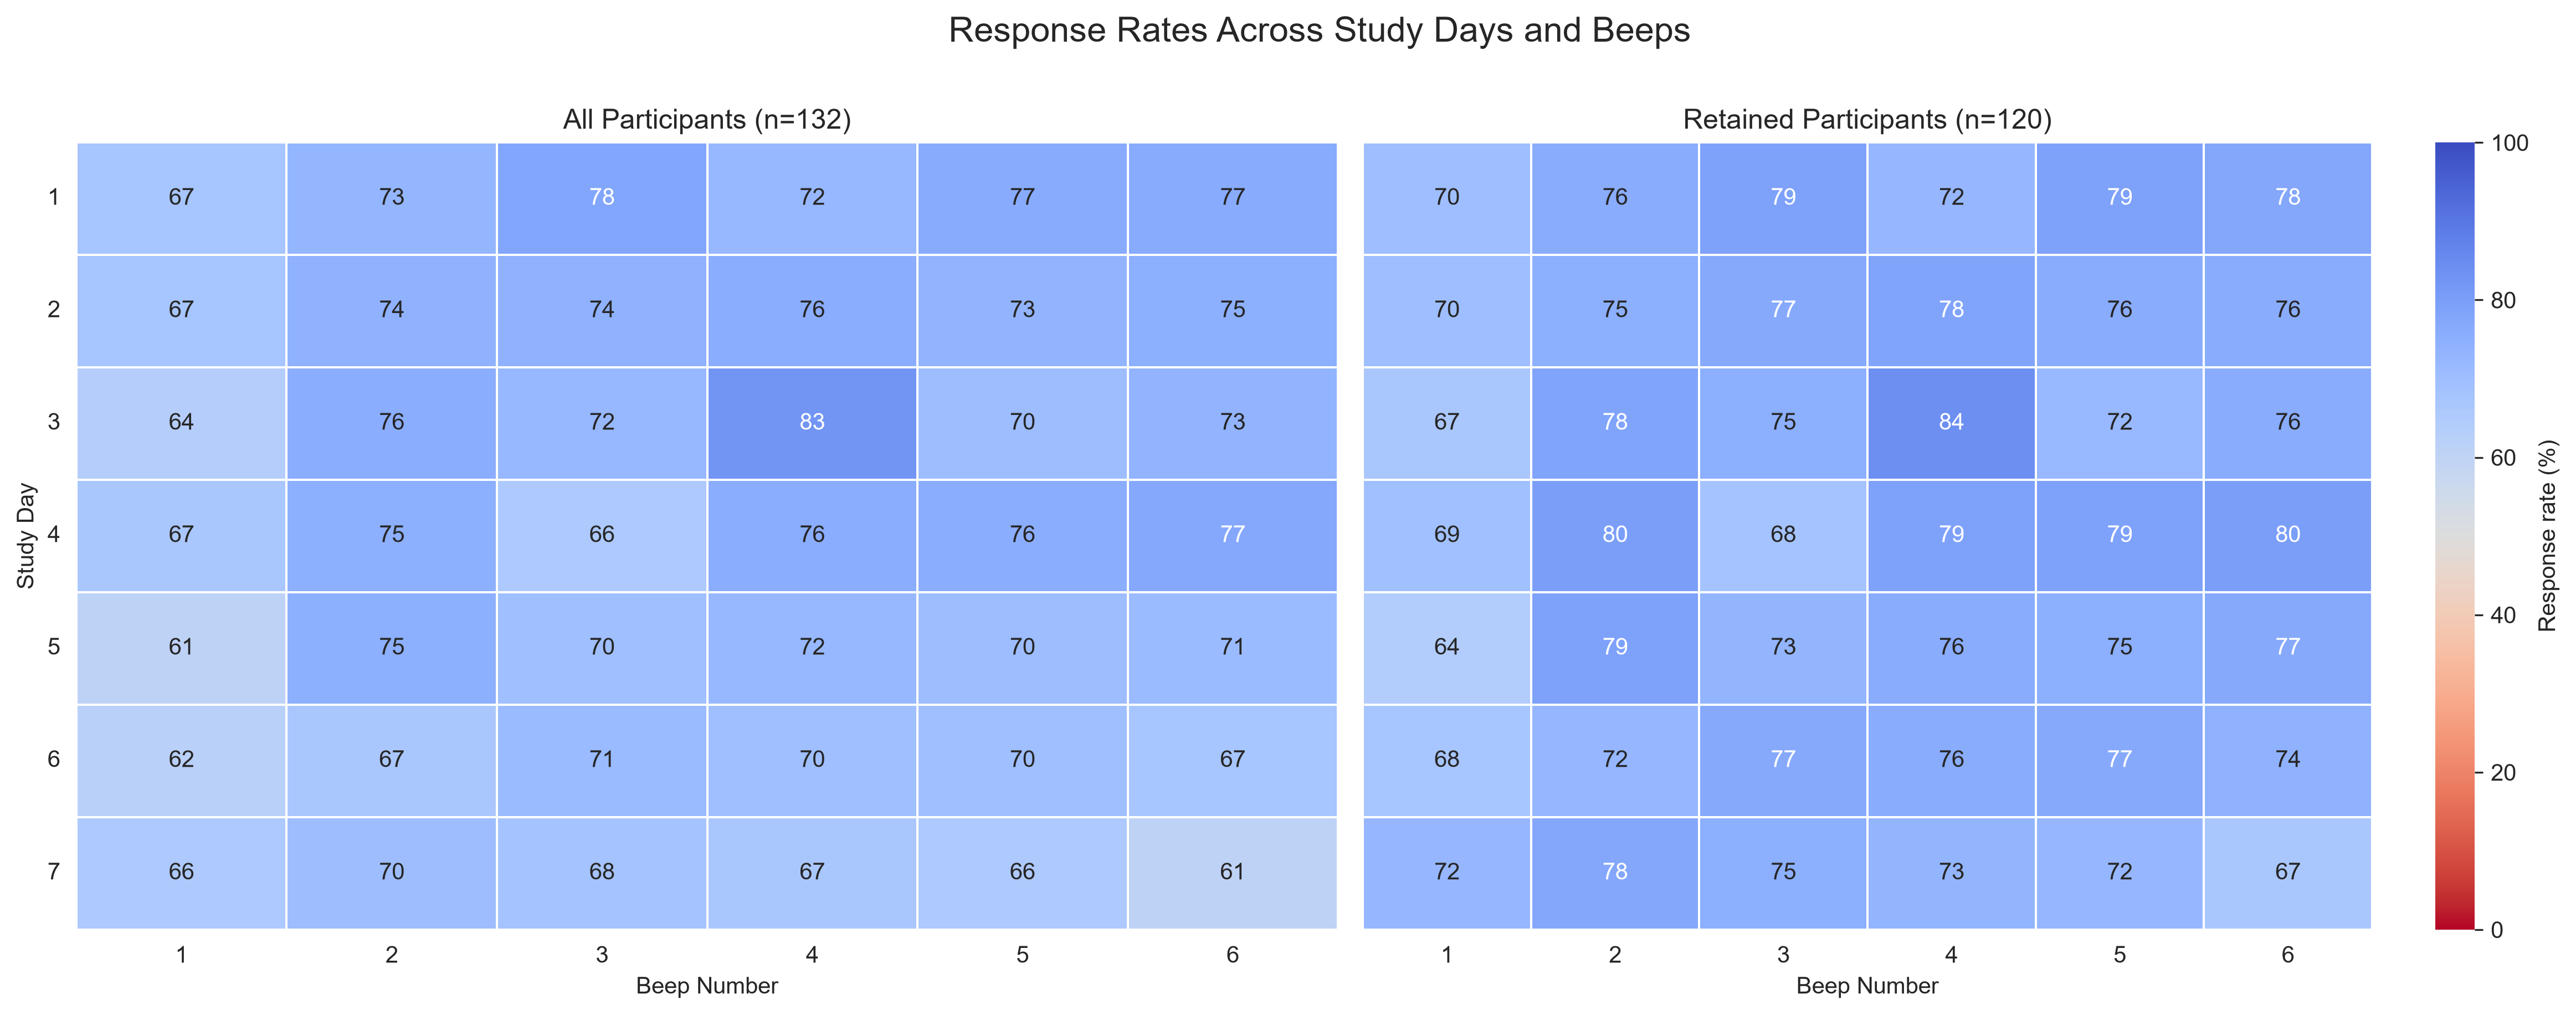 Response Rates Across Study Days and Beeps
All Participants (n=132)
Study Day
1 67 73 78 72 77 77
2 67 74 74 76 73 75
3 64 76 72 83 70 73
4 67 75 66 76 76 77
5 61 75 70 72 70 71
6 62 67 71 70 70 67
7 66 70 68 67 66 61
1 2 3 4 5 6
Beep Number
Retained Participants (n=120)
70 76 79 72 79 78
70 75 77 78 76 76
67 78 75 84 72 76
69 80 68 79 79 80
64 79 73 76 75 77
68 72 77 76 77 74
72 78 75 73 72 67
1 2 3 4 5 6
Beep Number
100
80
60
40
20
0
Response rate (%)